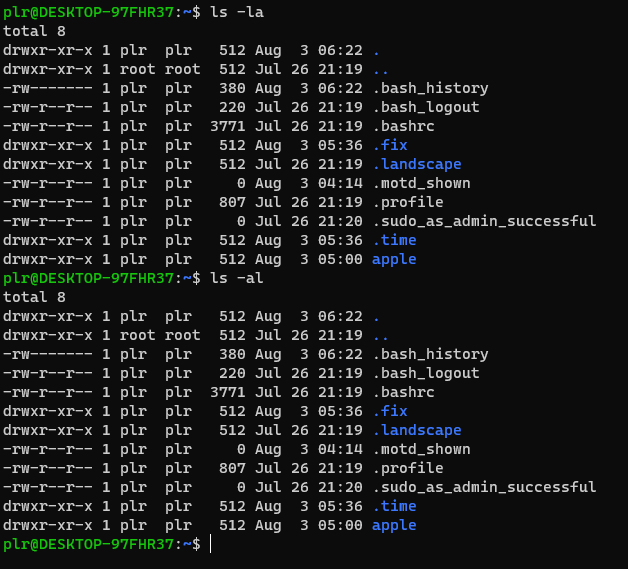 plr@DESKTOP-97FHR37:~$ ls -la
total 8
drwxr-xr-x 1 plr  plr   512 Aug  3 06:22 .
drwxr-xr-x 1 root root  512 Jul 26 21:19 ..
-rw------- 1 plr  plr   380 Aug  3 06:22 .bash_history
-rw-r--r-- 1 plr  plr   220 Jul 26 21:19 .bash_logout
-rw-r--r-- 1 plr  plr  3771 Jul 26 21:19 .bashrc
drwxr-xr-x 1 plr  plr   512 Aug  3 05:36 .fix
drwxr-xr-x 1 plr  plr   512 Jul 26 21:19 .landscape
-rw-r--r-- 1 plr  plr     0 Aug  3 04:14 .motd_shown
-rw-r--r-- 1 plr  plr   807 Jul 26 21:19 .profile
-rw-r--r-- 1 plr  plr     0 Jul 26 21:20 .sudo_as_admin_successful
drwxr-xr-x 1 plr  plr   512 Aug  3 05:36 .time
drwxr-xr-x 1 plr  plr   512 Aug  3 05:00 apple
plr@DESKTOP-97FHR37:~$ ls -al
total 8
drwxr-xr-x 1 plr  plr   512 Aug  3 06:22 .
drwxr-xr-x 1 root root  512 Jul 26 21:19 ..
-rw------- 1 plr  plr   380 Aug  3 06:22 .bash_history
-rw-r--r-- 1 plr  plr   220 Jul 26 21:19 .bash_logout
-rw-r--r-- 1 plr  plr  3771 Jul 26 21:19 .bashrc
drwxr-xr-x 1 plr  plr   512 Aug  3 05:36 .fix
drwxr-xr-x 1 plr  plr   512 Jul 26 21:19 .landscape
-rw-r--r-- 1 plr  plr     0 Aug  3 04:14 .motd_shown
-rw-r--r-- 1 plr  plr   807 Jul 26 21:19 .profile
-rw-r--r-- 1 plr  plr     0 Jul 26 21:20 .sudo_as_admin_successful
drwxr-xr-x 1 plr  plr   512 Aug  3 05:36 .time
drwxr-xr-x 1 plr  plr   512 Aug  3 05:00 apple
plr@DESKTOP-97FHR37:~$